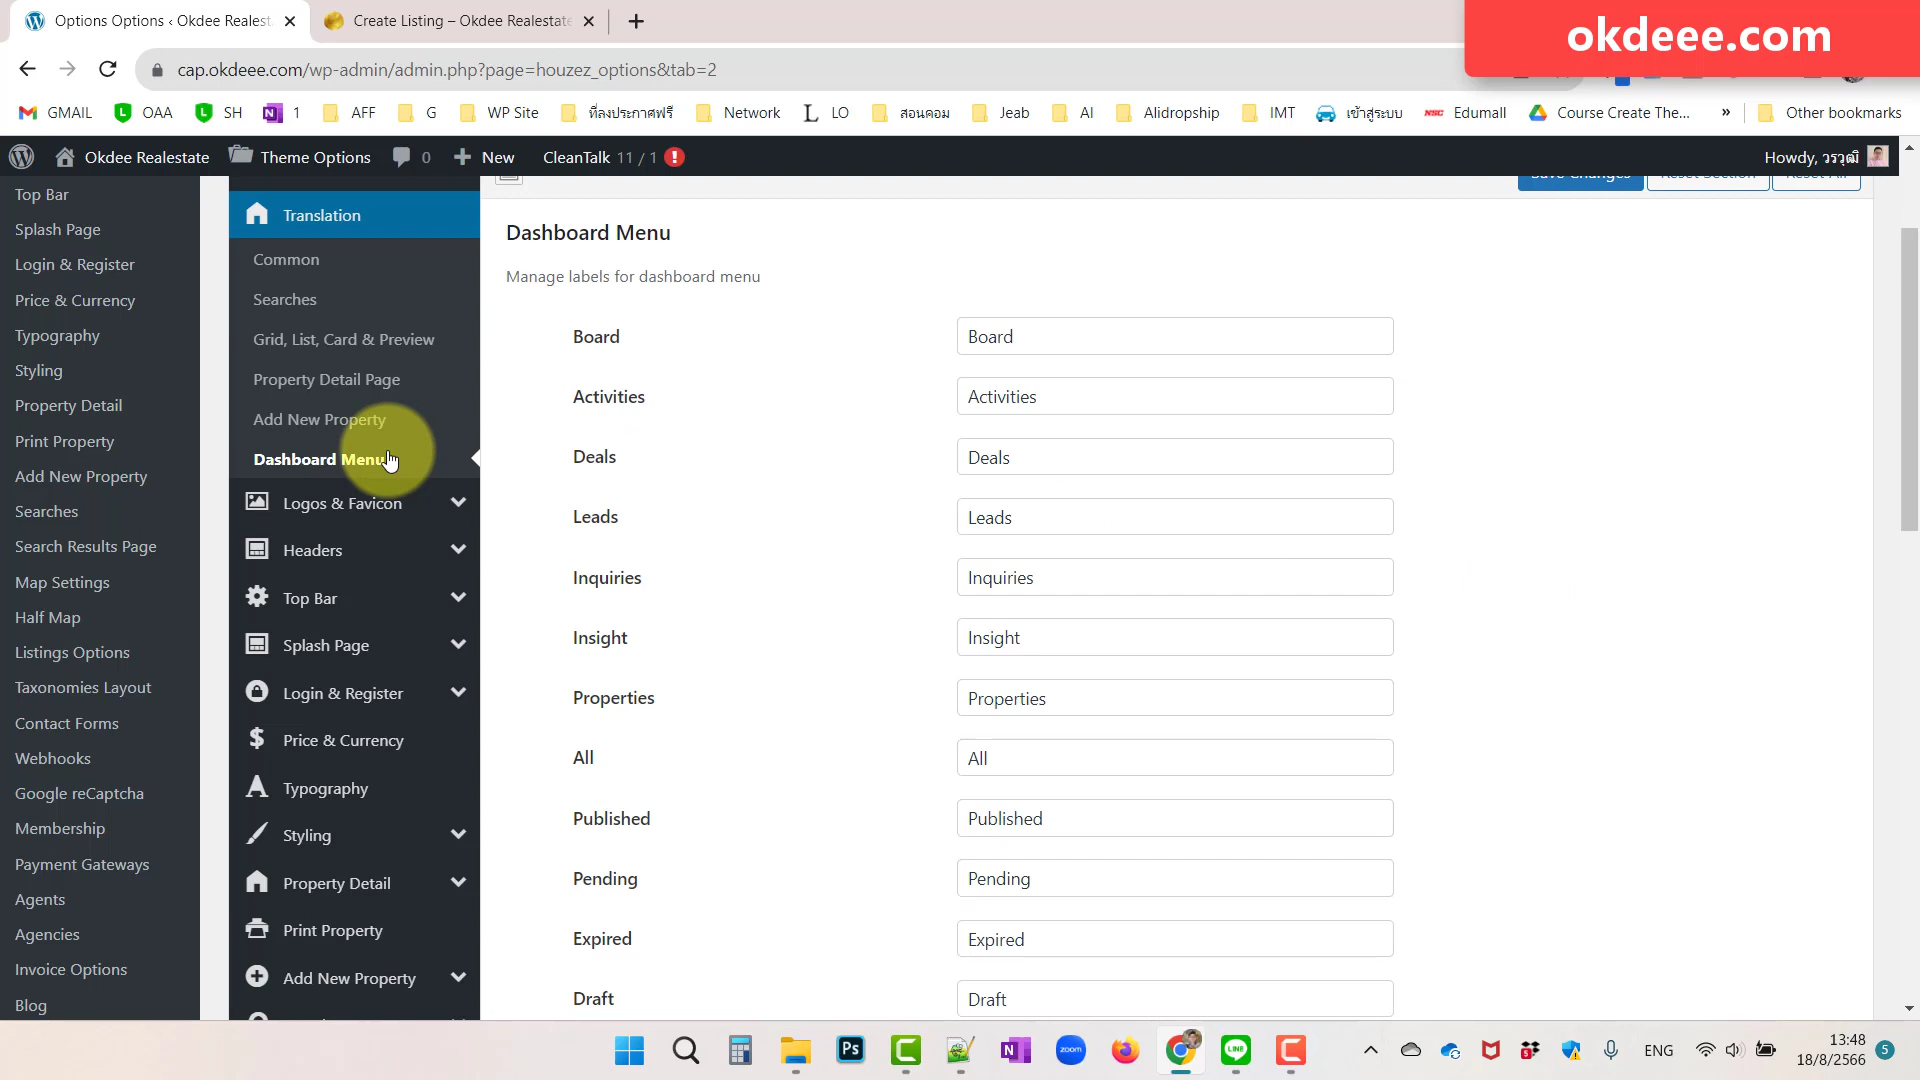 Options Options ‹ Okdee Realest
Create Listing – Okdee Realestate
okdeee.com
cap.okdeee.com/wp-admin/admin.php?page=houzez_options&tab=2
GMAIL
OAA
SH
1
AFF
G
WP Site
ที่ลงประกาศฟรี
Network
LO
สอนคอม
Jeab
AI
Alidropship
IMT
เข้าสู่ระบบ
Edumall
Course Create The...
»
Other bookmarks
Okdee Realestate
Theme Options
0
New
CleanTalk 11 / 1
Howdy, วรวุฒิ
Top Bar
Splash Page
Login & Register
Price & Currency
Typography
Styling
Property Detail
Print Property
Add New Property
Searches
Search Results Page
Map Settings
Half Map
Listings Options
Taxonomies Layout
Contact Forms
Webhooks
Google reCaptcha
Membership
Payment Gateways
Agents
Agencies
Invoice Options
Blog
Translation
Common
Searches
Grid, List, Card & Preview
Property Detail Page
Add New Property
Dashboard Menu
Logos & Favicon
Headers
Top Bar
Splash Page
Login & Register
Price & Currency
Typography
Styling
Property Detail
Print Property
Add New Property
Save Changes
Reset Section
Reset All
Dashboard Menu
Manage labels for dashboard menu
Board Board
Activities Activities
Deals Deals
Leads Leads
Inquiries Inquiries
Insight Insight
Properties Properties
All All
Published Published
Pending Pending
Expired Expired
Draft Draft
Ps
zoom
LINE
ENG
13:48
18/8/2566
5